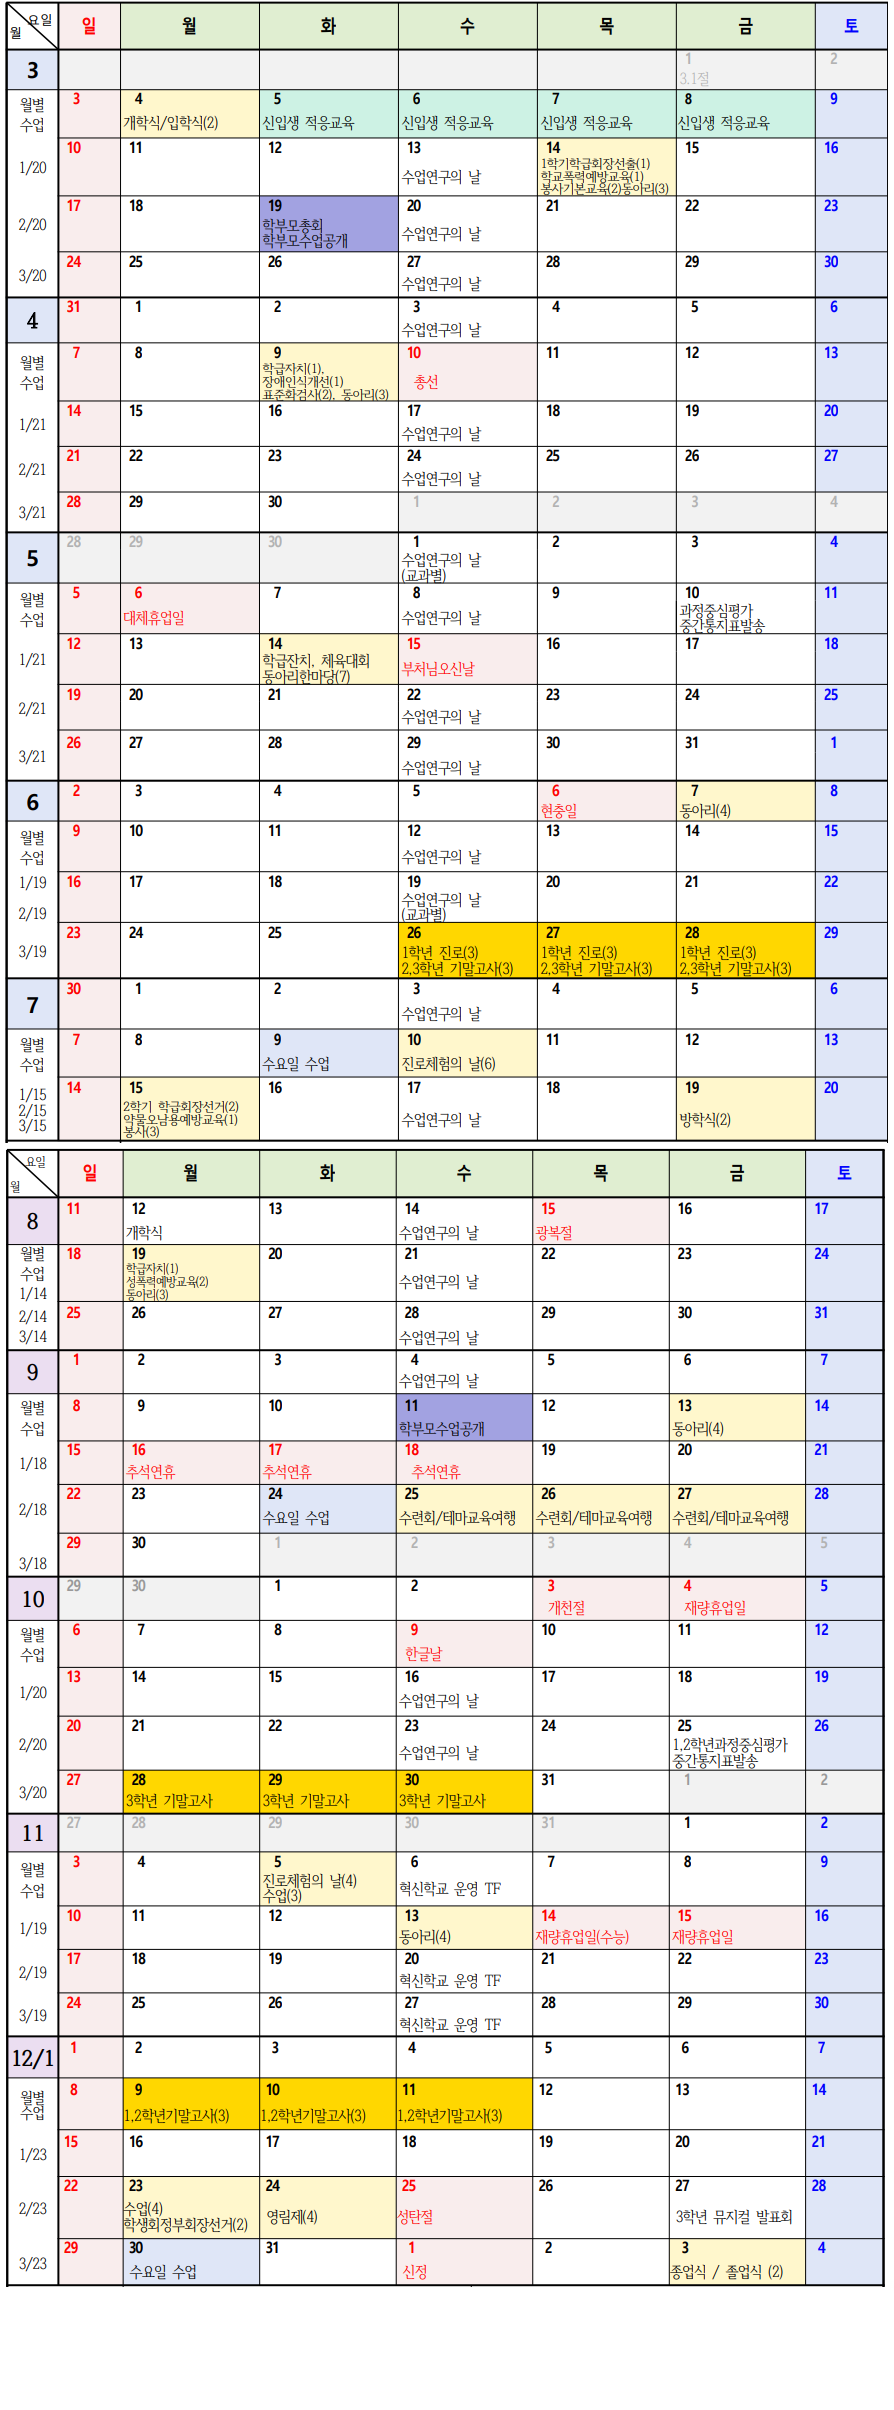 요일 일 월 화 수 목 금 토
월
3 1 2
3.1절
월별 3 4 5 6 7 8 9
수업 개학식/입학식(2) 신입생 적응교육 신입생 적응교육 신입생 적응교육 신입생 적응교육
10 11 12 13 14 15 16
1/20 수업연구의 날 1학기학급회장선출(1)
학교폭력예방교육(1)
봉사기본교육(2)동아리(3)
17 18 19 20 21 22 23
2/20 학부모총회 수업연구의 날
학부모수업공개
24 25 26 27 28 29 30
3/20 수업연구의 날
4 31 1 2 3 4 5 6
수업연구의 날
월별 7 8 9 10 11 12 13
수업 학급자치(1), 총선
장애인식개선(1)
표준화검사(2), 동아리(3)
14 15 16 17 18 19 20
1/21 수업연구의 날
21 22 23 24 25 26 27
2/21 수업연구의 날
28 29 30 1 2 3 4
3/21
5 28 29 30 1 2 3 4
수업연구의 날
(교과별)
월별 5 6 7 8 9 10 11
수업 대체휴업일 수업연구의 날 과정중심평가
중간통지표발송
12 13 14 15 16 17 18
1/21 학급잔치, 체육대회 부처님오신날
동아리한마당(7)
19 20 21 22 23 24 25
2/21 수업연구의 날
26 27 28 29 30 31 1
3/21 수업연구의 날
6 2 3 4 5 6 7 8
현충일 동아리(4)
월별 9 10 11 12 13 14 15
수업 수업연구의 날
1/19 16 17 18 19 20 21 22
2/19 수업연구의 날
(교과별)
23 24 25 26 27 28 29
3/19 1학년 진로(3) 1학년 진로(3) 1학년 진로(3)
2,3학년 기말고사(3) 2,3학년 기말고사(3) 2,3학년 기말고사(3)
7 30 1 2 3 4 5 6
수업연구의 날
월별 7 8 9 10 11 12 13
수업 수요일 수업 진로체험의 날(6)
1/15 14 15 16 17 18 19 20
2/15 2학기 학급회장선거(2) 수업연구의 날 방학식(2)
3/15 약물오남용예방교육(1)
봉사(3)
요일 일 월 화 수 목 금 토
월
8 11 12 13 14 15 16 17
개학식 수업연구의 날 광복절
월별 18 19 20 21 22 23 24
수업 학급자치(1) 수업연구의 날
1/14 성폭력예방교육(2)
동아리(3)
2/14 25 26 27 28 29 30 31
3/14 수업연구의 날
9 1 2 3 4 5 6 7
수업연구의 날
월별 8 9 10 11 12 13 14
수업 학부모수업공개 동아리(4)
15 16 17 18 19 20 21
1/18 추석연휴 추석연휴 추석연휴
22 23 24 25 26 27 28
2/18 수요일 수업 수련회/테마교육여행 수련회/테마교육여행 수련회/테마교육여행
29 30 1 2 3 4 5
3/18
10 29 30 1 2 3 4 5
개천절 재량휴업일
월별 6 7 8 9 10 11 12
수업 한글날
13 14 15 16 17 18 19
1/20 수업연구의 날
20 21 22 23 24 25 26
2/20 수업연구의 날 1,2학년과정중심평가
중간통지표발송
27 28 29 30 31 1 2
3/20 3학년 기말고사 3학년 기말고사 3학년 기말고사
11 27 28 29 30 31 1 2
월별 3 4 5 6 7 8 9
수업 진로체험의 날(4) 혁신학교 운영 TF
수업(3)
10 11 12 13 14 15 16
1/19 동아리(4) 재량휴업일(수능) 재량휴업일
17 18 19 20 21 22 23
2/19 혁신학교 운영 TF
24 25 26 27 28 29 30
3/19 혁신학교 운영 TF
12/1 1 2 3 4 5 6 7
월별 8 9 10 11 12 13 14
수업 1,2학년기말고사(3) 1,2학년기말고사(3) 1,2학년기말고사(3)
15 16 17 18 19 20 21
1/23
22 23 24 25 26 27 28
2/23 수업(4) 영림제(4) 성탄절 3학년 뮤지컬 발표회
학생회정부회장선거(2)
29 30 31 1 2 3 4
3/23 수요일 수업 신정 종업식 / 졸업식 (2)